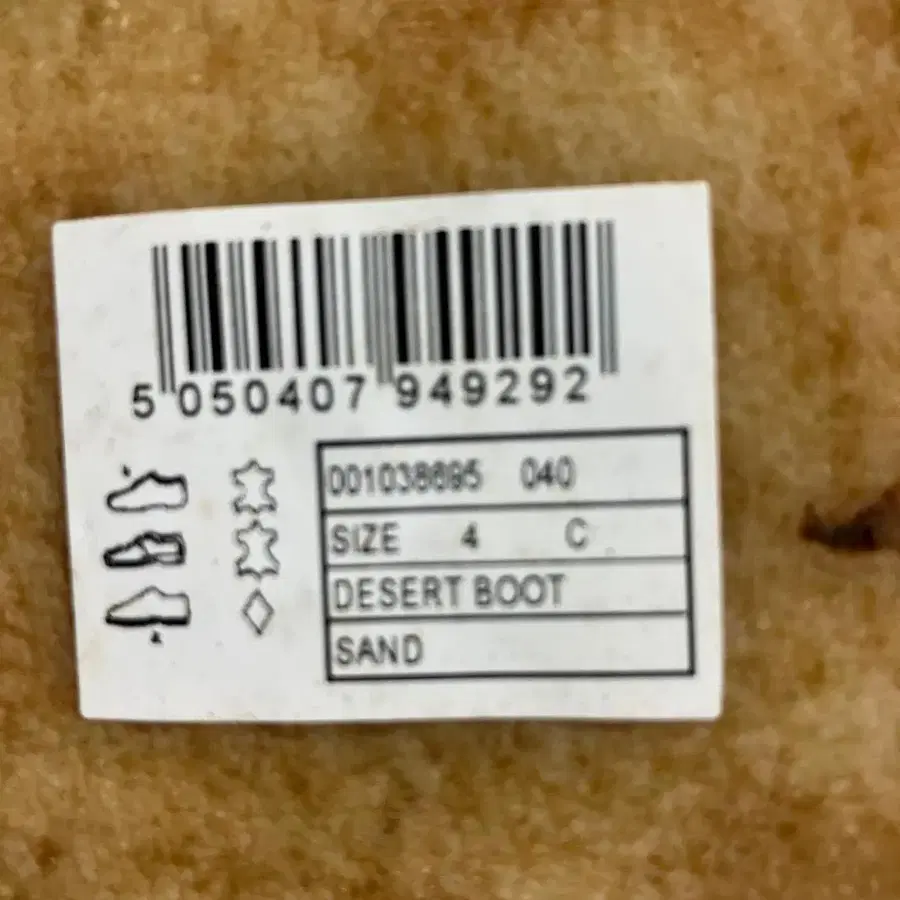 5 050407 949292
001038695 040
SIZE 4 C
DESERT BOOT
SAND